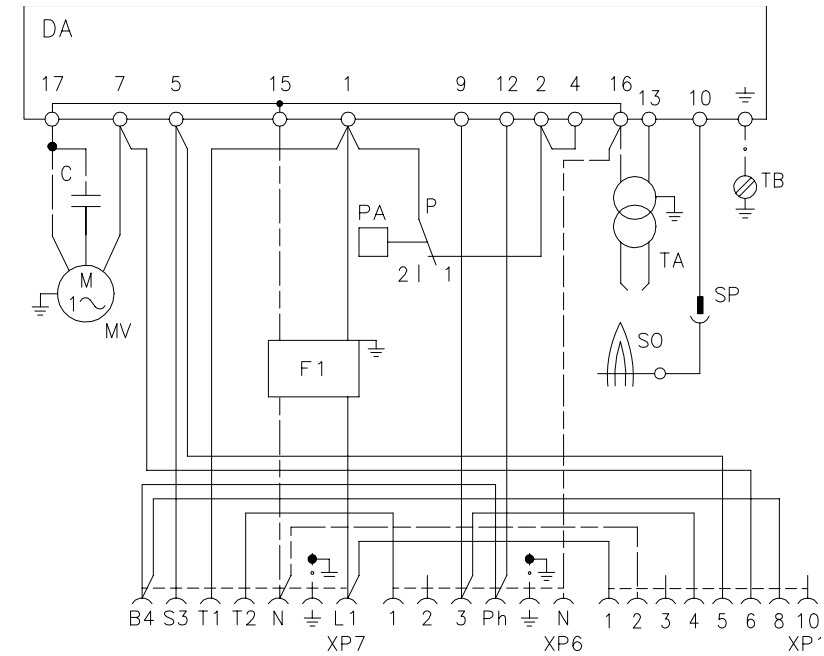 DA
17 7 5 15 1 9 12 2 4 16 13 10
C
P
PA
TB
M
1
2 1
TA
MV
SP
SO
F1
B4 S3 T1 T2 N L1 1 2 3 Ph N 1 2 3 4 5 6 8 10
XP7 XP6 XP1